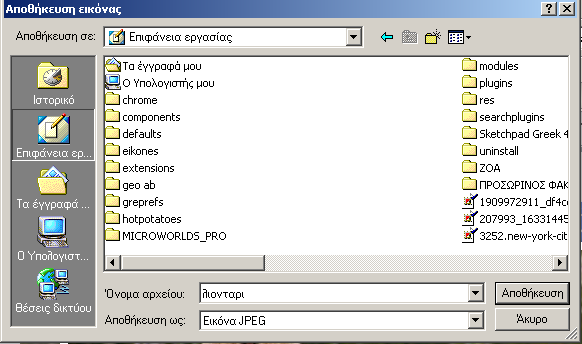 Αποθήκευση εικόνας
Αποθήκευση σε:
Επιφάνεια εργασίας
Ιστορικό
Επιφάνεια ερ...
Τα έγγραφά ...
Ο Υπολογιστ...
Θέσεις δικτύου
Τα έγγραφά μου
Ο Υπολογιστής μου
chrome
components
defaults
eikones
extensions
geo ab
greprefs
hotpotatoes
MICROWORLDS_PRO
modules
plugins
res
searchplugins
Sketchpad Greek 4
uninstall
ZOA
ΠΡΟΣΩΡΙΝΟΣ ΦΑΚ
1909972911_df4c
207993_16331445
3252.new-york-cit
Όνομα αρχείου:
λιονταρι
Αποθήκευση
Αποθήκευση ως:
Εικόνα JPEG
Άκυρο